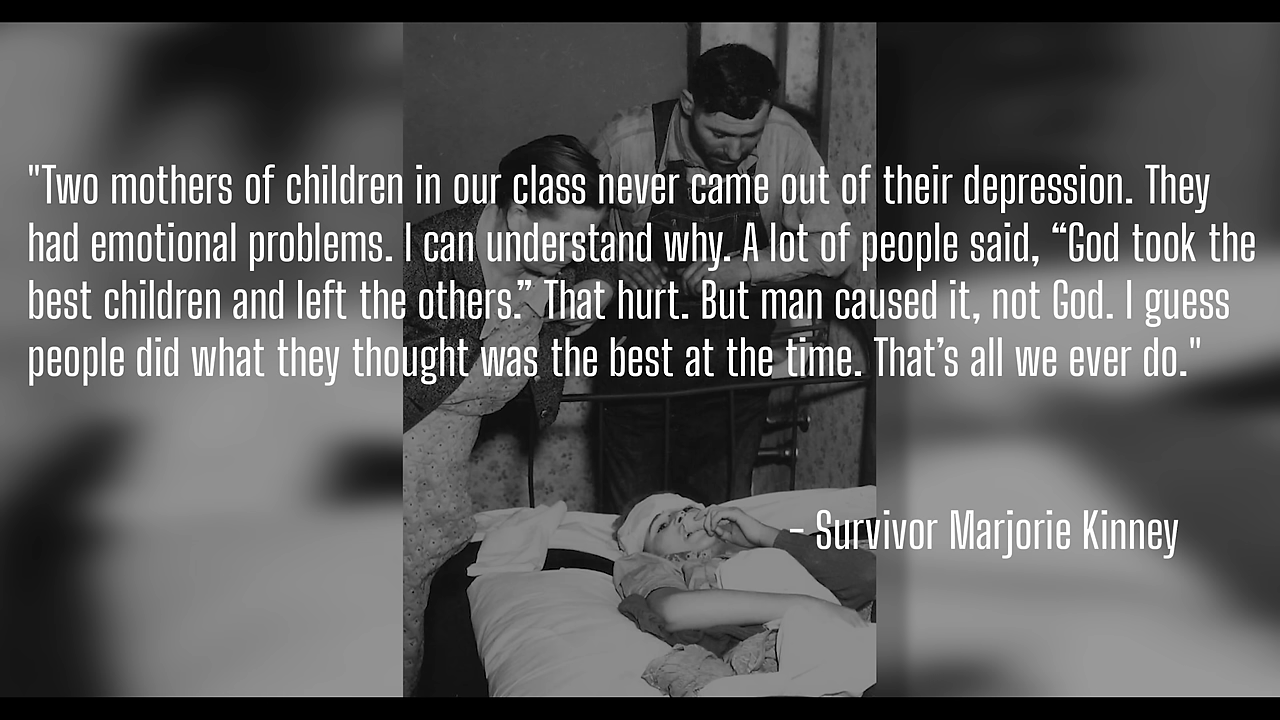 "Two mothers of children in our class never came out of their depression. They
had emotional problems. I can understand why. A lot of people said, “God took the
best children and left the others.” That hurt. But man caused it, not God. I guess
people did what they thought was the best at the time. That’s all we ever do."
- Survivor Marjorie Kinney